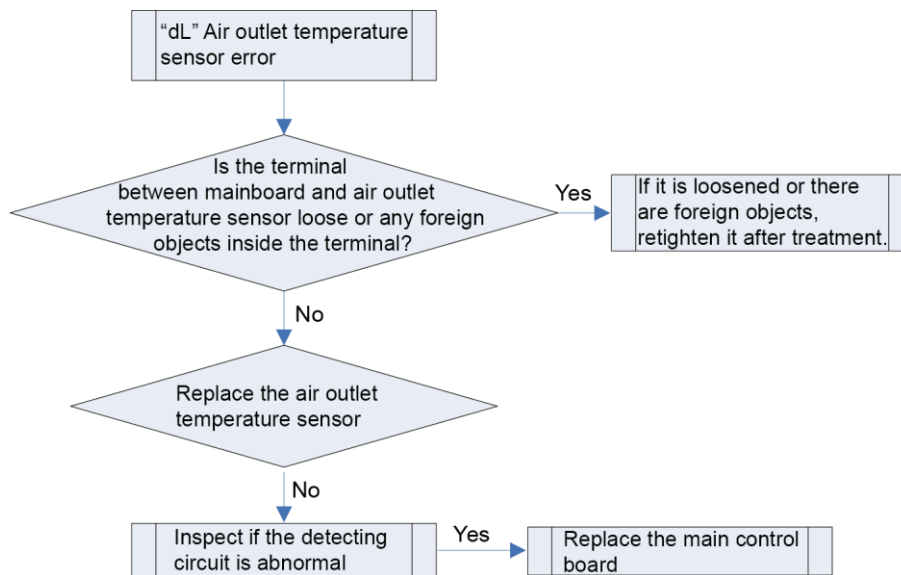 “dL” Air outlet temperature
sensor error
Is the terminal
between mainboard and air outlet
temperature sensor loose or any foreign
objects inside the terminal?
Yes
If it is loosened or there
are foreign objects,
retighten it after treatment.
No
Replace the air outlet
temperature sensor
No
Inspect if the detecting
circuit is abnormal
Yes
Replace the main control
board